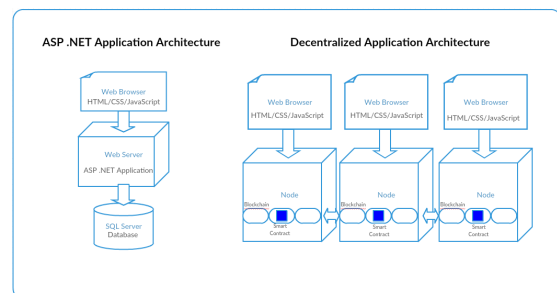 ASP .NET Application Architecture
Web Browser
HTML/CSS/JavaScript
Web Server
ASP .NET Application
SQL Server
Database
Decentralized Application Architecture
Web Browser
HTML/CSS/JavaScript
Web Browser
HTML/CSS/JavaScript
Web Browser
HTML/CSS/JavaScript
Node
Blockchain
Smart
Contract
Node
Blockchain
Smart
Contract
Node
Blockchain
Smart
Contract